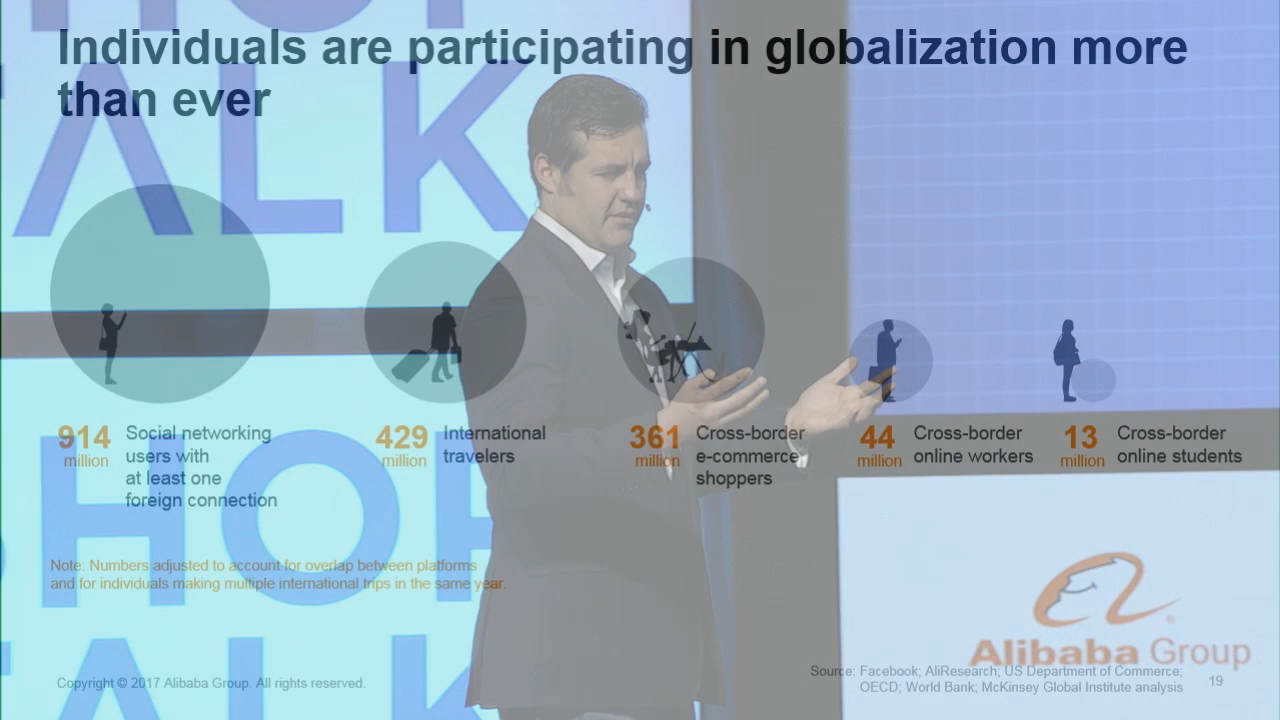 Individuals are participating in globalization more
than ever
HOP
TALK
914
million
Social networking
users with
at least one
foreign connection
429
million
International
travelers
361
million
Cross-border
e-commerce
shoppers
44
million
Cross-border
online workers
13
million
Cross-border
online students
SHOP
TALK
Note: Numbers adjusted to account for overlap between platforms
and for individuals making multiple international trips in the same year.
Alibaba Group
Copyright © 2017 Alibaba Group. All rights reserved.
Source: Facebook; AliResearch; US Department of Commerce;
OECD; World Bank; McKinsey Global Institute analysis
19